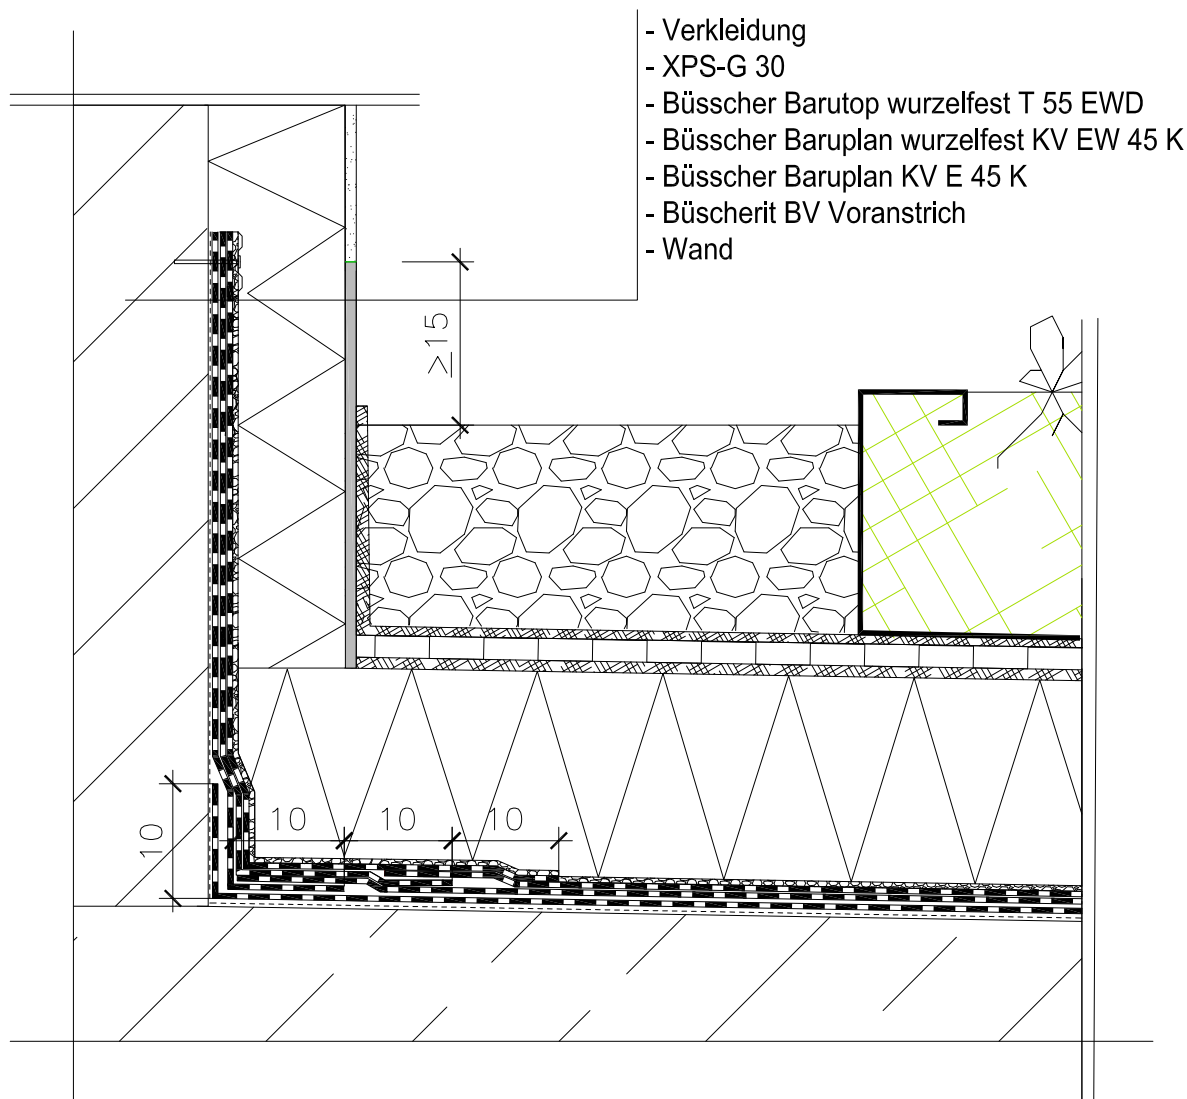 - Verkleidung
- XPS-G 30
- Büsscher Barutop wurzelfest T 55 EWD
- Büsscher Baruplan wurzelfest KV EW 45 K
- Büsscher Baruplan KV E 45 K
- Büscherit BV Voranstrich
- Wand
≥15
10
10 10 10